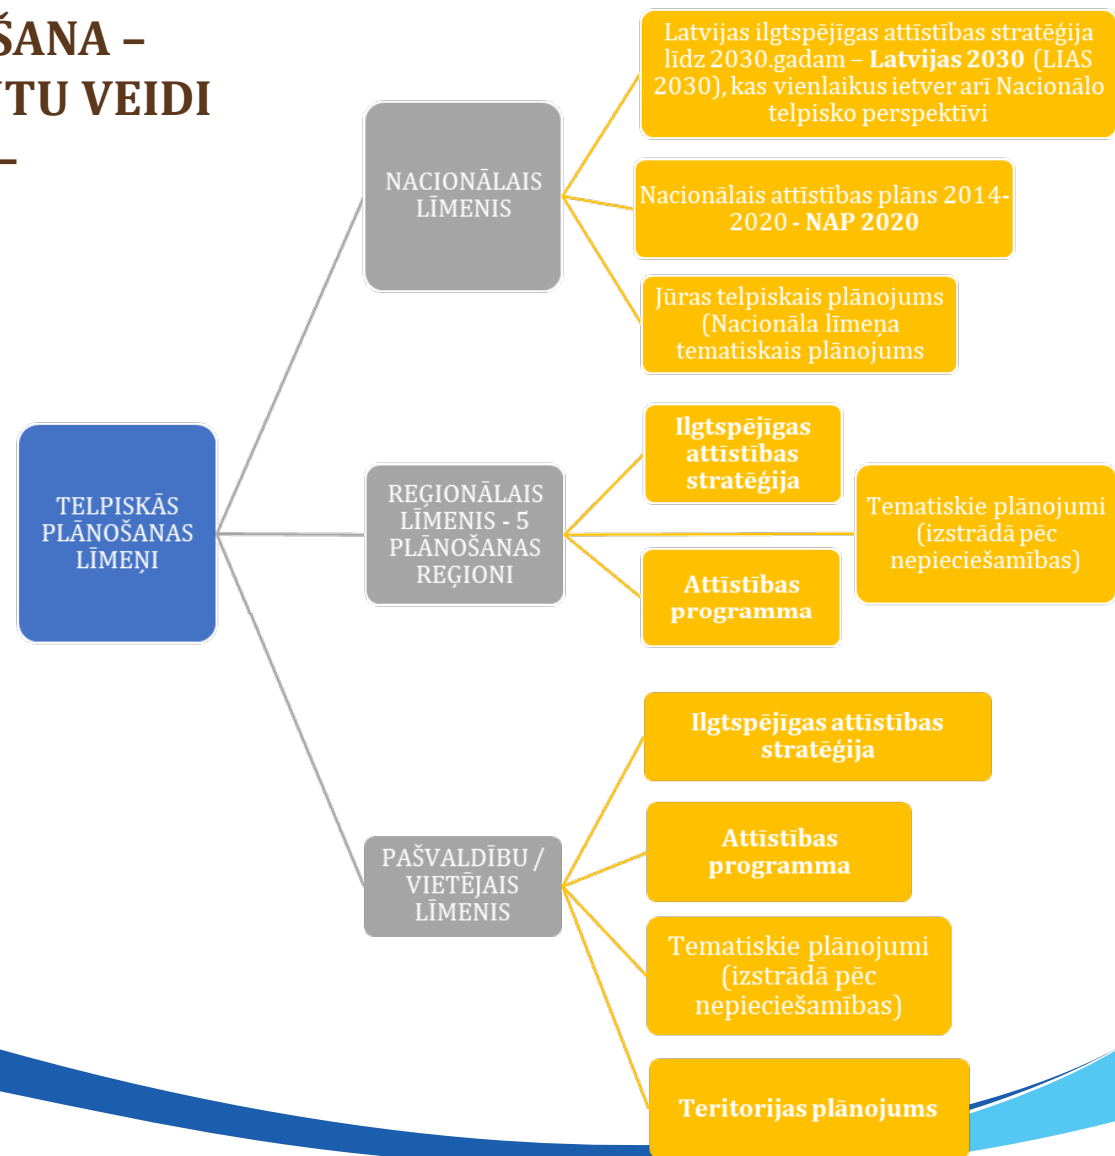 ŠANA –
TU VEIDI
–
Latvijas ilgtspējīgas attīstības stratēģija
līdz 2030.gadam – Latvijas 2030 (LIAS
2030), kas vienlaikus ietver arī Nacionālo
telpisko perspektīvi
NACIONĀLAIS
LĪMENIS
Nacionālais attīstības plāns 2014-
2020 - NAP 2020
Jūras telpiskais plānojums
(Nacionāla līmeņa
tematiskais plānojums
TELPISKĀS
PLĀNOŠANAS
LĪMEŅI
REĢIONĀLAIS
LĪMENIS - 5
PLĀNOŠANAS
REĢIONI
Ilgtspējīgas
attīstības
stratēģija
Tematiskie plānojumi
(izstrādā pēc
nepieciešamības)
Attīstības
programma
PAŠVALDĪBU /
VIETĒJAIS
LĪMENIS
Ilgtspējīgas attīstības
stratēģija
Attīstības
programma
Tematiskie plānojumi
(izstrādā pēc
nepieciešamības)
Teritorijas plānojums